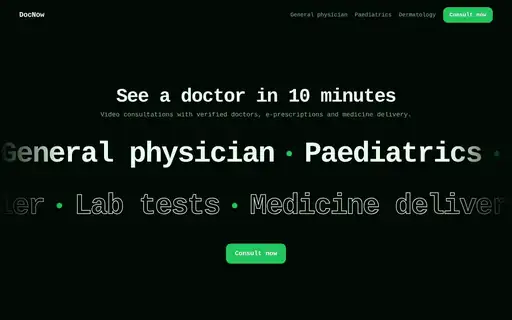 DocNow
General physician Paediatrics Dermatology Consult now
See a doctor in 10 minutes
Video consultations with verified doctors, e-prescriptions and medicine delivery.
General physician • Paediatrics •
• Lab tests • Medicine deliver
Consult now